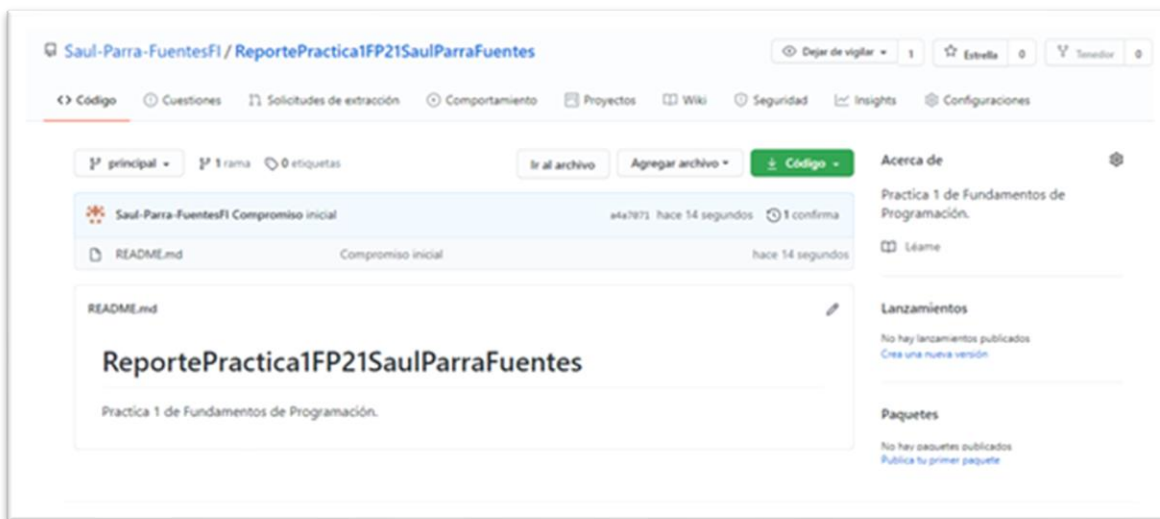 Saul-Parra-FuentesFI / ReportePractica1FP21SaulParraFuentes
Dejar de vigilar 1 Estrella 0 Tenedor 0
<> Código Cuestiones Solicitudes de extracción Comportamiento Proyectos Wiki Seguridad Insights Configuraciones
principal 1 rama 0 etiquetas Ir al archivo Agregar archivo Código
Saul-Parra-FuentesFI Compromiso inicial a4a7071 hace 14 segundos 1 confirma
README.md Compromiso inicial hace 14 segundos
README.md
ReportePractica1FP21SaulParraFuentes
Practica 1 de Fundamentos de Programación.
Acerca de
Practica 1 de Fundamentos de
Programación.
Léame
Lanzamientos
No hay lanzamientos publicados
Crea una nueva versión
Paquetes
No hay paquetes publicados
Publica tu primer paquete